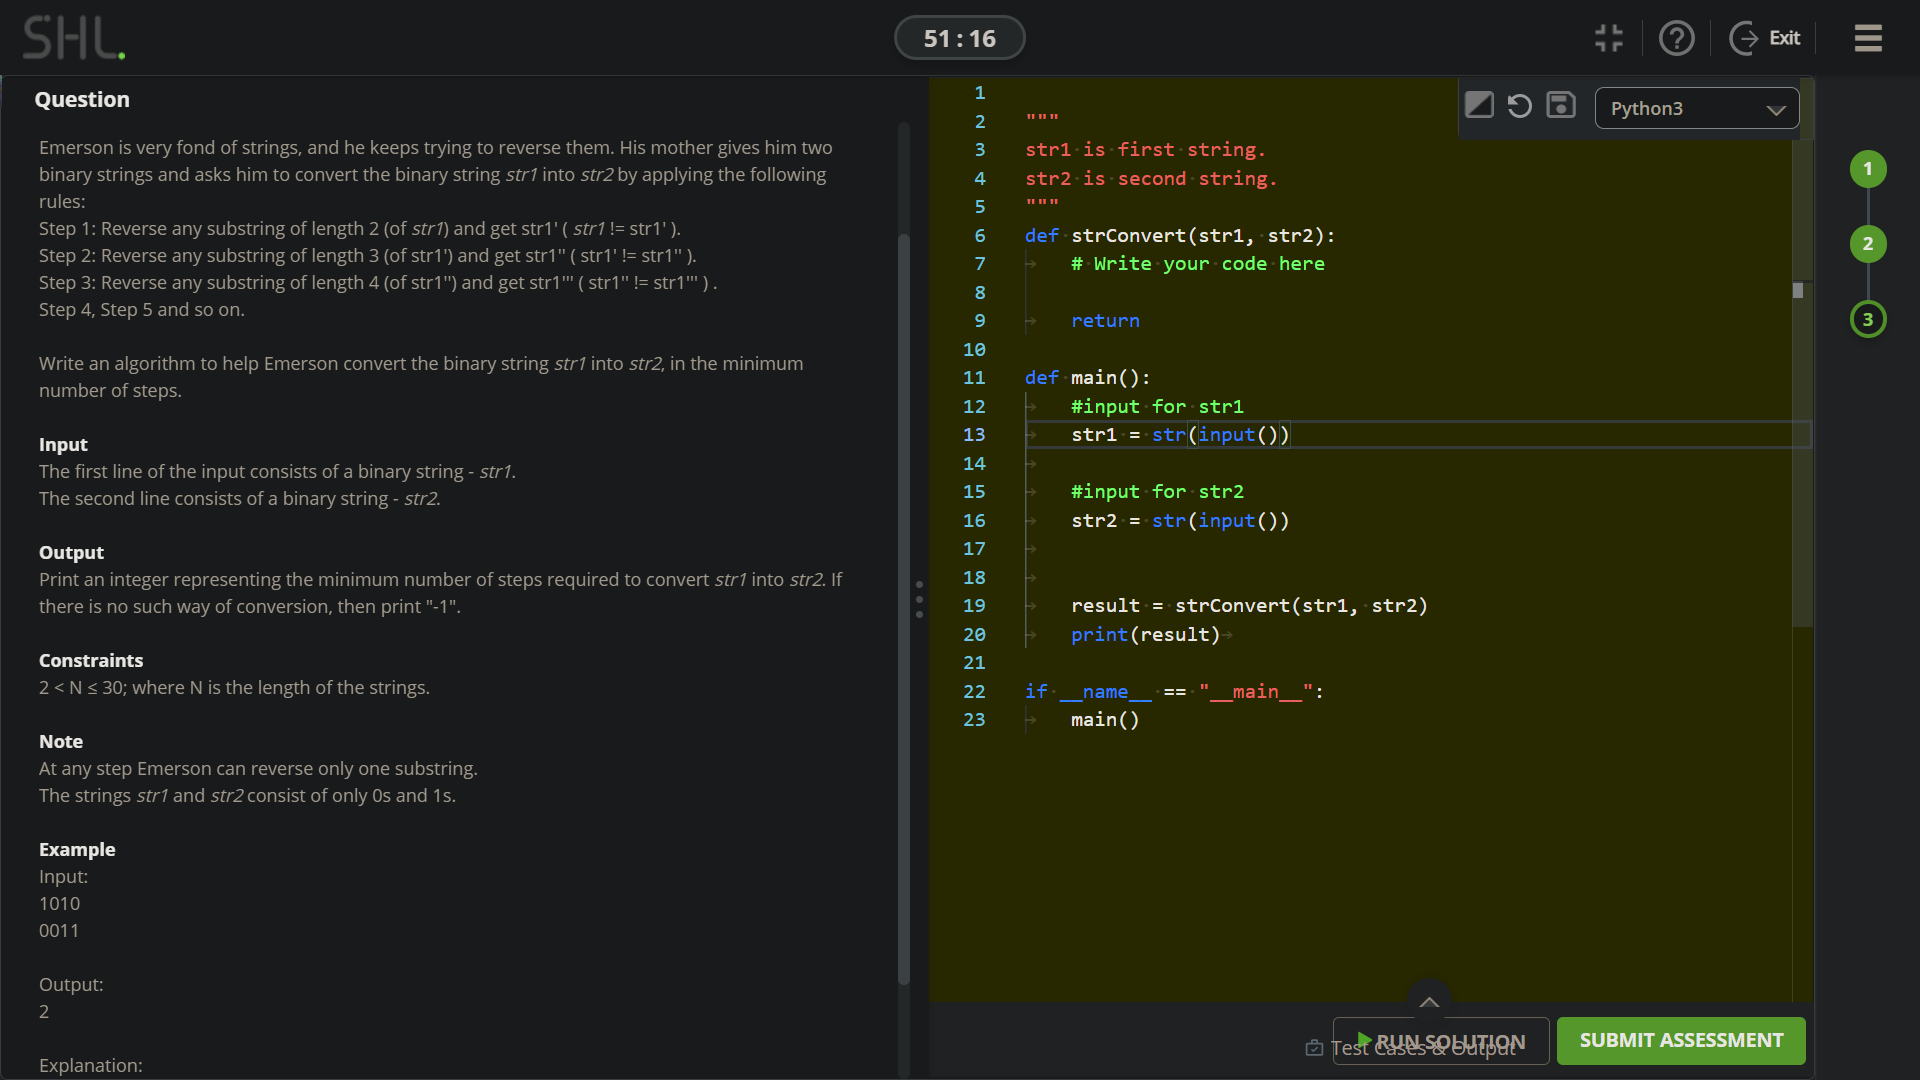 SHL.
51 : 16
Exit
Question
Emerson is very fond of strings, and he keeps trying to reverse them. His mother gives him two
binary strings and asks him to convert the binary string str1 into str2 by applying the following
rules:
Step 1: Reverse any substring of length 2 (of str1) and get str1' ( str1 != str1' ).
Step 2: Reverse any substring of length 3 (of str1') and get str1'' ( str1' != str1'' ).
Step 3: Reverse any substring of length 4 (of str1'') and get str1''' ( str1'' != str1''' ) .
Step 4, Step 5 and so on.
Write an algorithm to help Emerson convert the binary string str1 into str2, in the minimum
number of steps.
Input
The first line of the input consists of a binary string - str1.
The second line consists of a binary string - str2.
Output
Print an integer representing the minimum number of steps required to convert str1 into str2. If
there is no such way of conversion, then print "-1".
Constraints
2 < N ≤ 30; where N is the length of the strings.
Note
At any step Emerson can reverse only one substring.
The strings str1 and str2 consist of only 0s and 1s.
Example
Input:
1010
0011
Output:
2
Explanation:
Python3
1
2 """
3 str1 is first string.
4 str2 is second string.
5 """
6 def strConvert(str1, str2):
7 # Write your code here
8
9 return
10
11 def main():
12 #input for str1
13 str1 = str(input())
14
15 #input for str2
16 str2 = str(input())
17
18
19 result = strConvert(str1, str2)
20 print(result)
21
22 if __name__ == "__main__":
23 main()
1
2
3
RUN SOLUTION
Test Cases & Output
SUBMIT ASSESSMENT